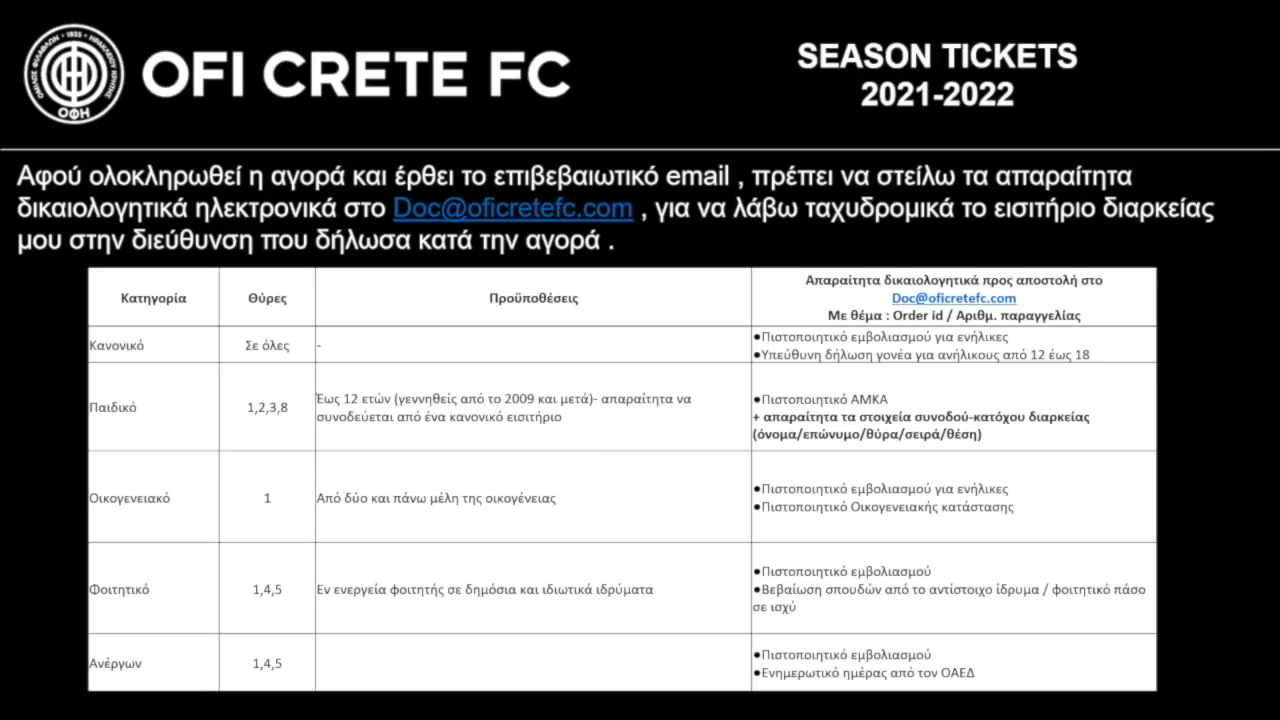 ΟΜΙΛΟΣ ΦΙΛΑΘΛΩΝ • 1925 • ΗΡΑΚΛΕΙΟΥ ΚΡΗΤΗΣ
ΟΦΗ
OFI CRETE FC
SEASON TICKETS
2021-2022
Αφού ολοκληρωθεί η αγορά και έρθει το επιβεβαιωτικό email , πρέπει να στείλω τα απαραίτητα
δικαιολογητικά ηλεκτρονικά στο Doc@oficretefc.com , για να λάβω ταχυδρομικά το εισιτήριο διαρκείας
μου στην διεύθυνση που δήλωσα κατά την αγορά .
Κατηγορία
Θύρες
Προϋποθέσεις
Απαραίτητα δικαιολογητικά προς αποστολή στο
Doc@oficretefc.com
Με θέμα : Order id / Αριθμ. παραγγελίας
Κανονικό
Σε όλες
-
●Πιστοποιητικό εμβολιασμού για ενήλικες
●Υπεύθυνη δήλωση γονέα για ανήλικους από 12 έως 18
Παιδικό
1,2,3,8
Έως 12 ετών (γεννηθείς από το 2009 και μετά)- απαραίτητα να
συνοδεύεται από ένα κανονικό εισιτήριο
●Πιστοποιητικό ΑΜΚΑ
+ απαραίτητα τα στοιχεία συνοδού-κατόχου διαρκείας
(όνομα/επώνυμο/θύρα/σειρά/θέση)
Οικογενειακό
1
Από δύο και πάνω μέλη της οικογένειας
●Πιστοποιητικό εμβολιασμού για ενήλικες
●Πιστοποιητικό Οικογενειακής κατάστασης
Φοιτητικό
1,4,5
Εν ενεργεία φοιτητής σε δημόσια και ιδιωτικά ιδρύματα
●Πιστοποιητικό εμβολιασμού
●Βεβαίωση σπουδών από το αντίστοιχο ίδρυμα / φοιτητικό πάσο
σε ισχύ
Ανέργων
1,4,5
●Πιστοποιητικό εμβολιασμού
●Ενημερωτικό ημέρας από τον ΟΑΕΔ